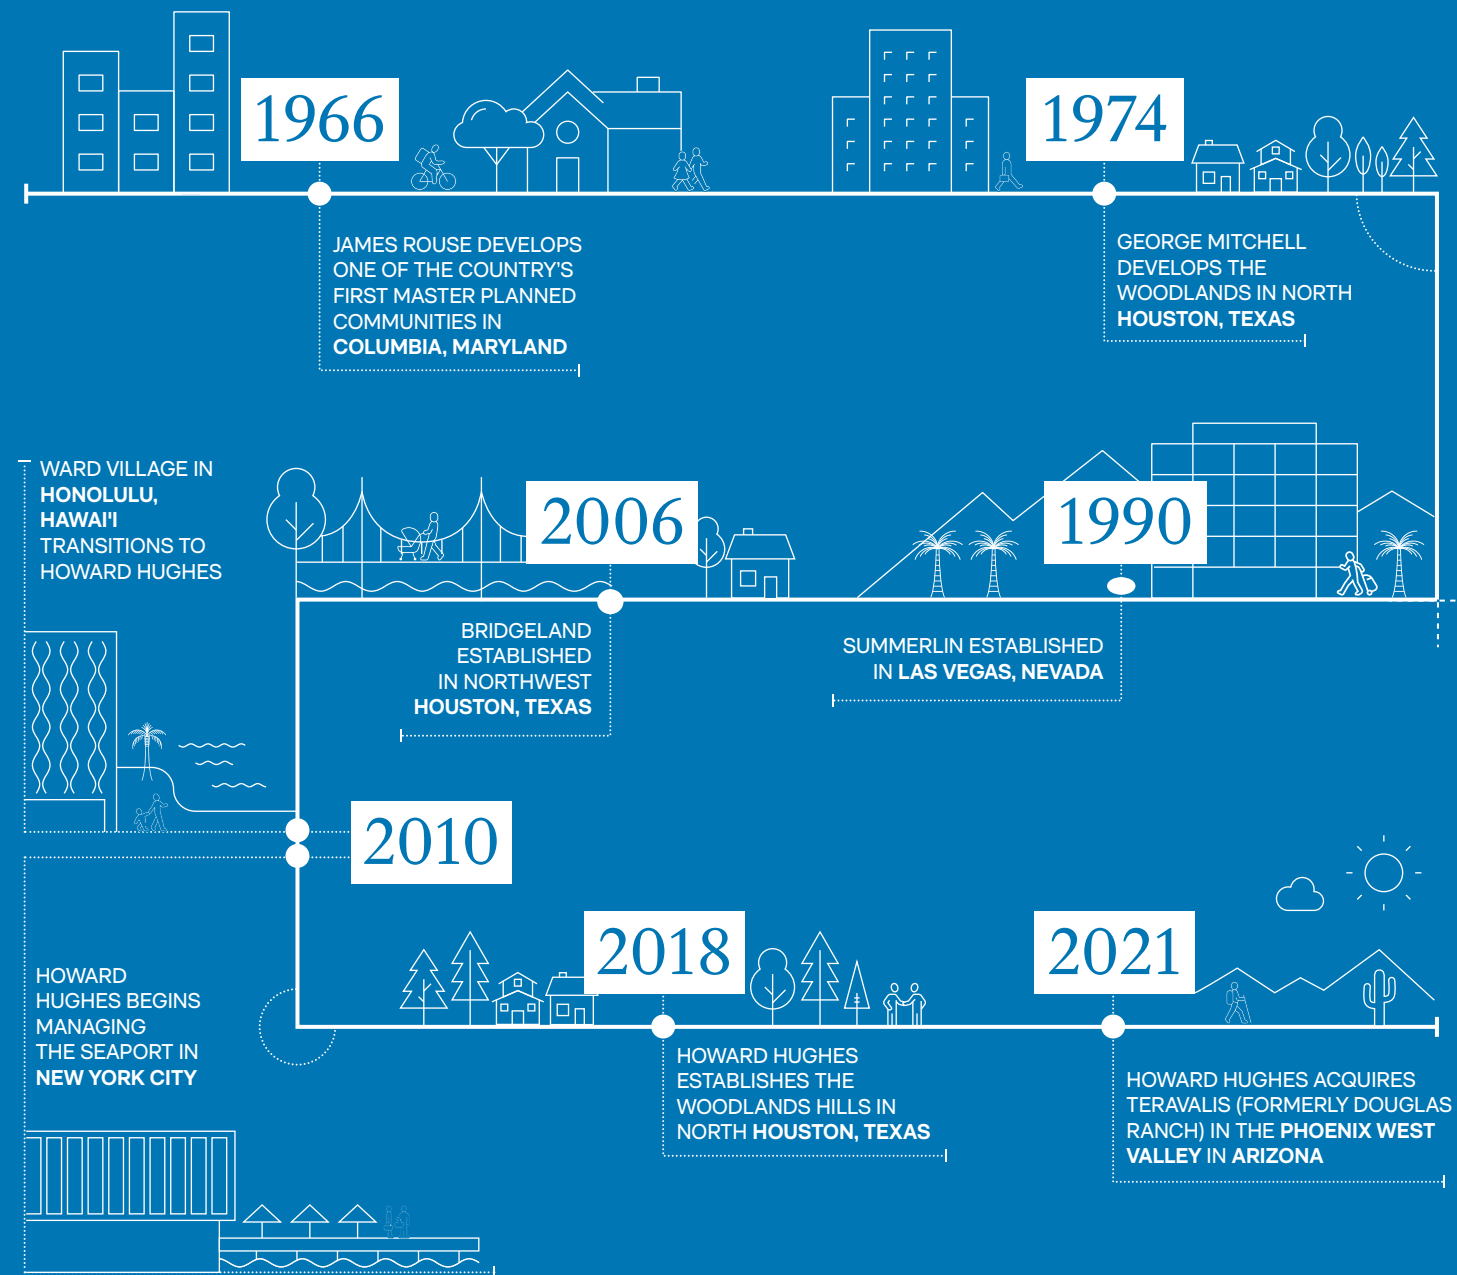 1966
JAMES ROUSE DEVELOPS
ONE OF THE COUNTRY'S
FIRST MASTER PLANNED
COMMUNITIES IN
COLUMBIA, MARYLAND
1974
GEORGE MITCHELL
DEVELOPS THE
WOODLANDS IN NORTH
HOUSTON, TEXAS
1990
SUMMERLIN ESTABLISHED
IN LAS VEGAS, NEVADA
2006
BRIDGELAND
ESTABLISHED
IN NORTHWEST
HOUSTON, TEXAS
2010
WARD VILLAGE IN
HONOLULU,
HAWAI'I
TRANSITIONS TO
HOWARD HUGHES
HOWARD
HUGHES BEGINS
MANAGING
THE SEAPORT IN
NEW YORK CITY
2018
HOWARD HUGHES
ESTABLISHES THE
WOODLANDS HILLS IN
NORTH HOUSTON, TEXAS
2021
HOWARD HUGHES ACQUIRES
TERAVALIS (FORMERLY DOUGLAS
RANCH) IN THE PHOENIX WEST
VALLEY IN ARIZONA